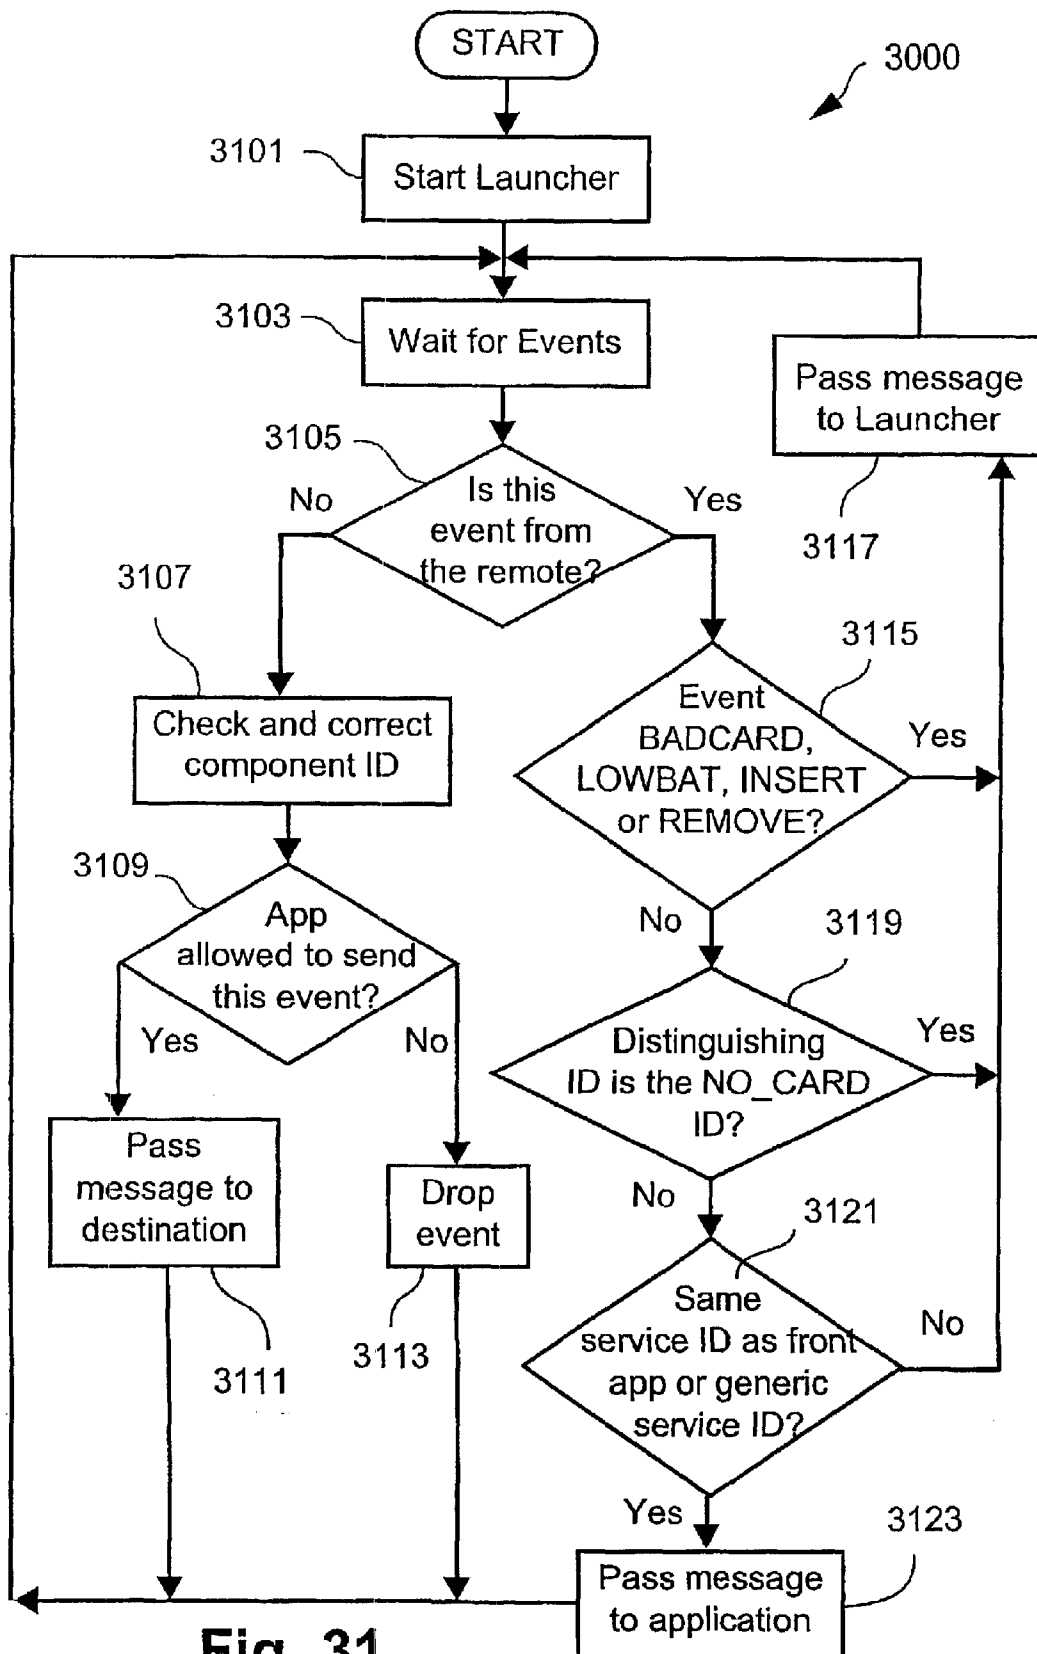 START
3000
3101
Start Launcher
3103
Wait for Events
Pass message
to Launcher
3117
3105
No
Is this
event from
the remote?
Yes
3107
Check and correct
component ID
3115
Event
BADCARD,
LOWBAT, INSERT
or REMOVE?
Yes
No
3109
App
allowed to send
this event?
Yes
No
3119
Distinguishing
ID is the NO_CARD
ID?
Yes
No
Pass
message to
destination
3111
Drop
event
3113
3121
Same
service ID as front
app or generic
service ID?
No
Yes
3123
Pass message
to application
Fig. 31